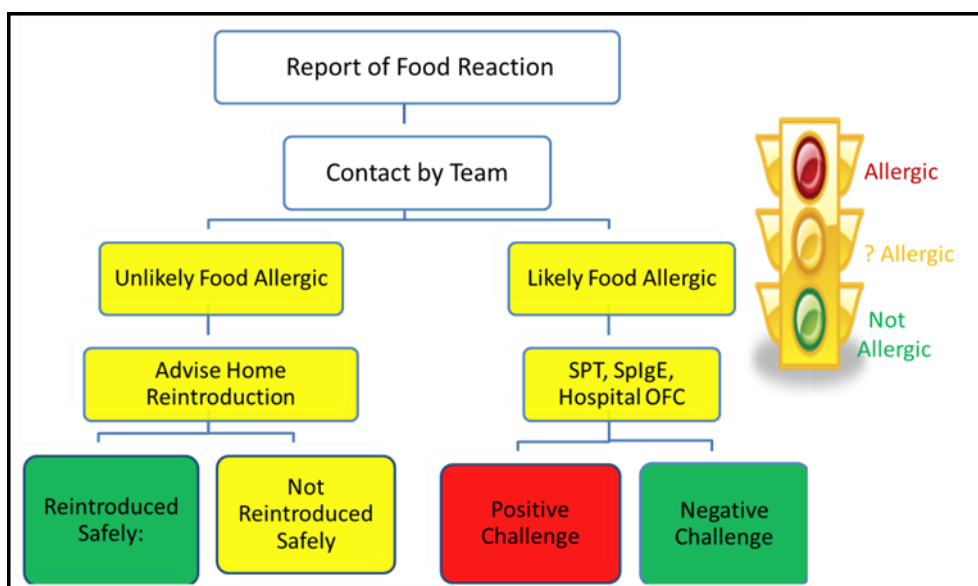 Report of Food Reaction
Contact by Team
Unlikely Food Allergic
Likely Food Allergic
Advise Home
Reintroduction
SPT, SpIgE,
Hospital OFC
Reintroduced
Safely:
Not
Reintroduced
Safely
Positive
Challenge
Negative
Challenge
Allergic
? Allergic
Not
Allergic